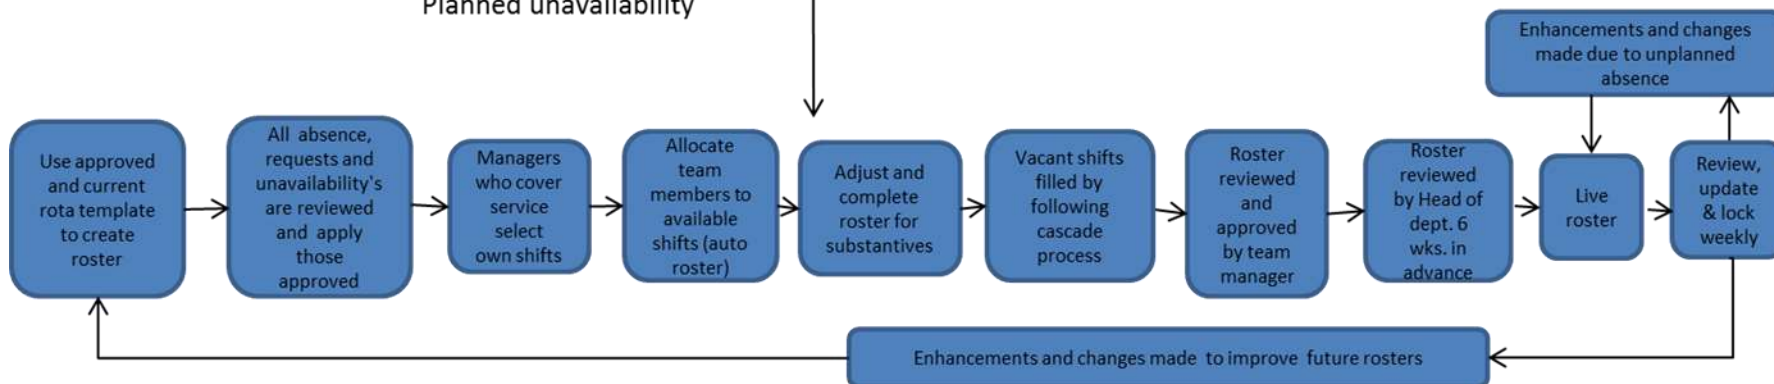 Planned unavailability
Enhancements and changes
made due to unplanned
absence
Use approved
and current
rota template
to create
roster
All absence,
requests and
unavailability's
are reviewed
and apply
those
approved
Managers
who cover
service
select
own shifts
Allocate
team
members to
available
shifts (auto
roster)
Adjust and
complete
roster for
substantives
Vacant shifts
filled by
following
cascade
process
Roster
reviewed
and
approved
by team
manager
Roster
reviewed
by Head of
dept. 6
wks. in
advance
Live
roster
Review,
update
& lock
weekly
Enhancements and changes made to improve future rosters